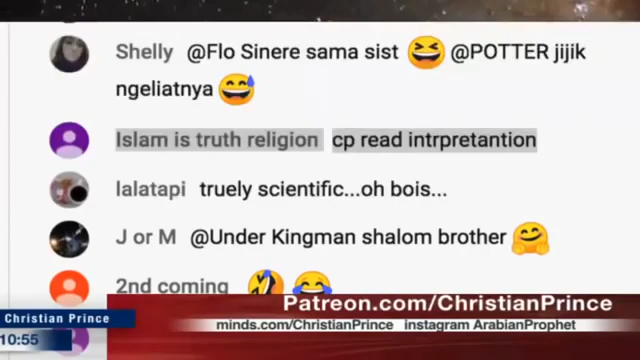 Shelly @Flo Sinere sama sist 😆 @POTTER jijik
ngeliatnya 😅
Islam is truth religion cp read intrpretantion
lalatapi truely scientific...oh bois...
J or M @Under Kingman shalom brother 🤗
2nd coming 🤣😂
Patreon.com/ChristianPrince
Christian Prince
minds.com/ChristianPrince instagram ArabianProphet
10:55